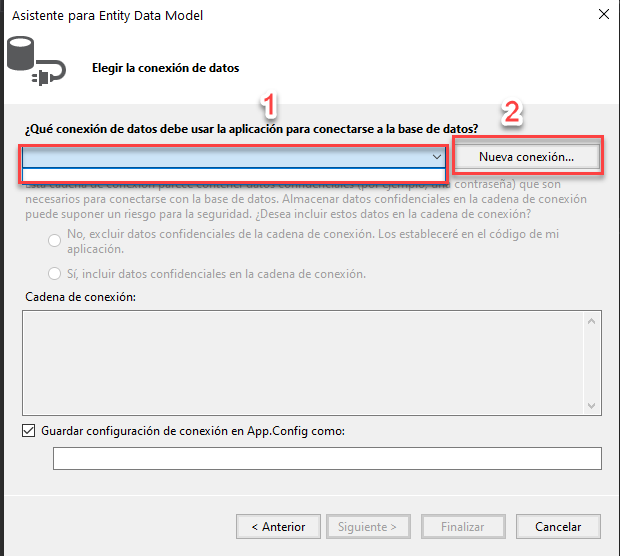 Asistente para Entity Data Model
Elegir la conexión de datos
1
¿Qué conexión de datos debe usar la aplicación para conectarse a la base de datos?
2
Nueva conexión...
Esta cadena de conexión parece contener datos confidenciales (por ejemplo, una contraseña) que son
necesarios para conectarse con la base de datos. Almacenar datos confidenciales en la cadena de conexión
puede suponer un riesgo para la seguridad. ¿Desea incluir estos datos en la cadena de conexión?
No, excluir datos confidenciales de la cadena de conexión. Los estableceré en el código de mi
aplicación.
Sí, incluir datos confidenciales en la cadena de conexión.
Cadena de conexión:
Guardar configuración de conexión en App.Config como:
< Anterior
Siguiente >
Finalizar
Cancelar